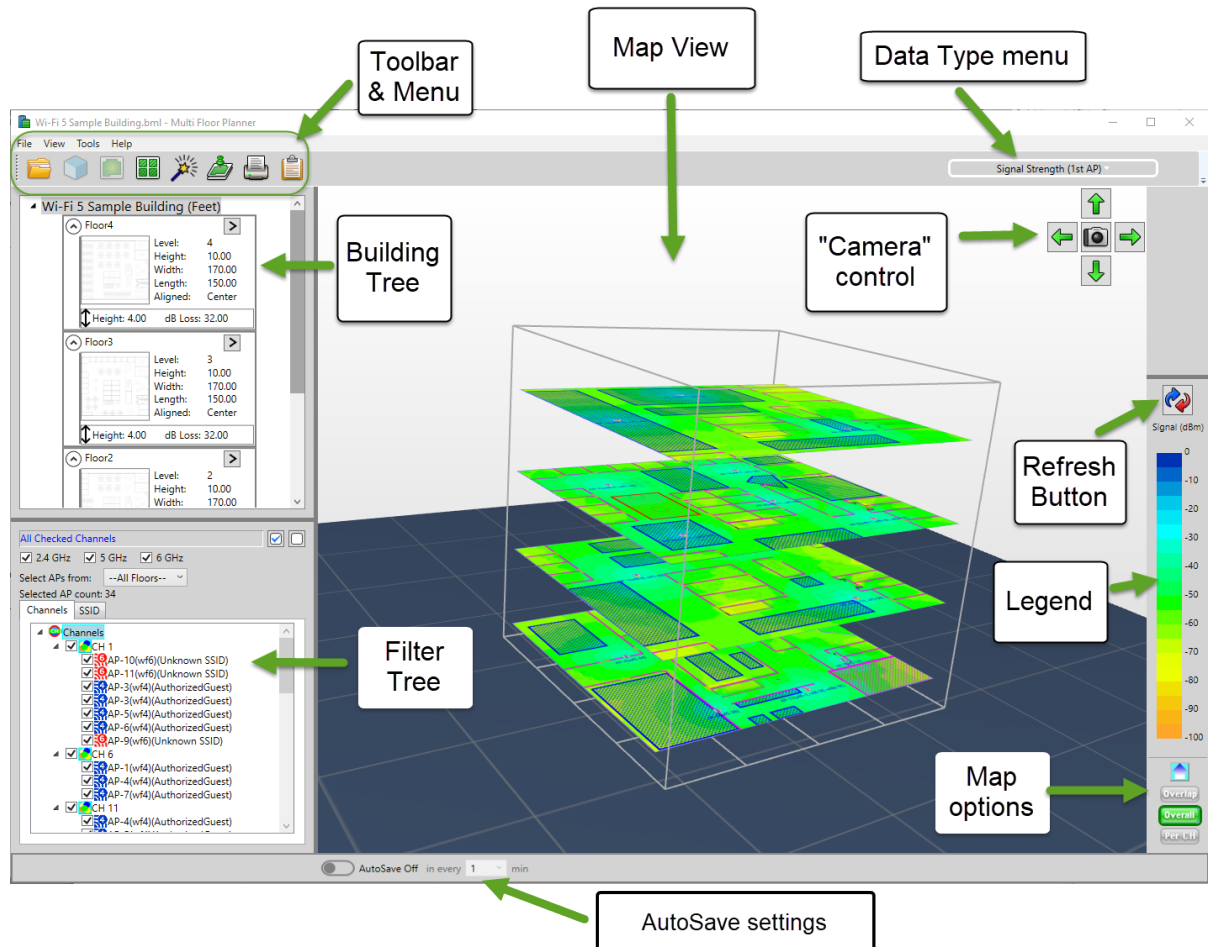 Map View
Data Type menu
Toolbar
& Menu
Wi-Fi 5 Sample Building.bml - Multi Floor Planner
File View Tools Help
Signal Strength (1st AP)
Wi-Fi 5 Sample Building (Feet)
Floor4
Level: 4
Height: 10.00
Width: 170.00
Length: 150.00
Aligned: Center
Height: 4.00 dB Loss: 32.00
Floor3
Level: 3
Height: 10.00
Width: 170.00
Length: 150.00
Aligned: Center
Height: 4.00 dB Loss: 32.00
Floor2
Level: 2
Height: 10.00
Width: 170.00
Building
Tree
"Camera"
control
Refresh
Button
Signal (dBm)
0
-10
-20
-30
-40
-50
-60
-70
-80
-90
-100
Legend
All Checked Channels
2.4 GHz 5 GHz 6 GHz
Select APs from: --All Floors--
Selected AP count: 34
Channels SSID
Channels
CH 1
AP-10(wf6)(Unknown SSID)
AP-11(wf6)(Unknown SSID)
AP-3(wf4)(AuthorizedGuest)
AP-3(wf4)(AuthorizedGuest)
AP-5(wf4)(AuthorizedGuest)
AP-6(wf4)(AuthorizedGuest)
AP-9(wf6)(Unknown SSID)
CH 6
AP-1(wf4)(AuthorizedGuest)
AP-4(wf4)(AuthorizedGuest)
AP-7(wf4)(AuthorizedGuest)
CH 11
AP-4(wf4)(AuthorizedGuest)
Filter
Tree
Map
options
Overlap
Overall
Per CH
AutoSave Off in every 1 min
AutoSave settings